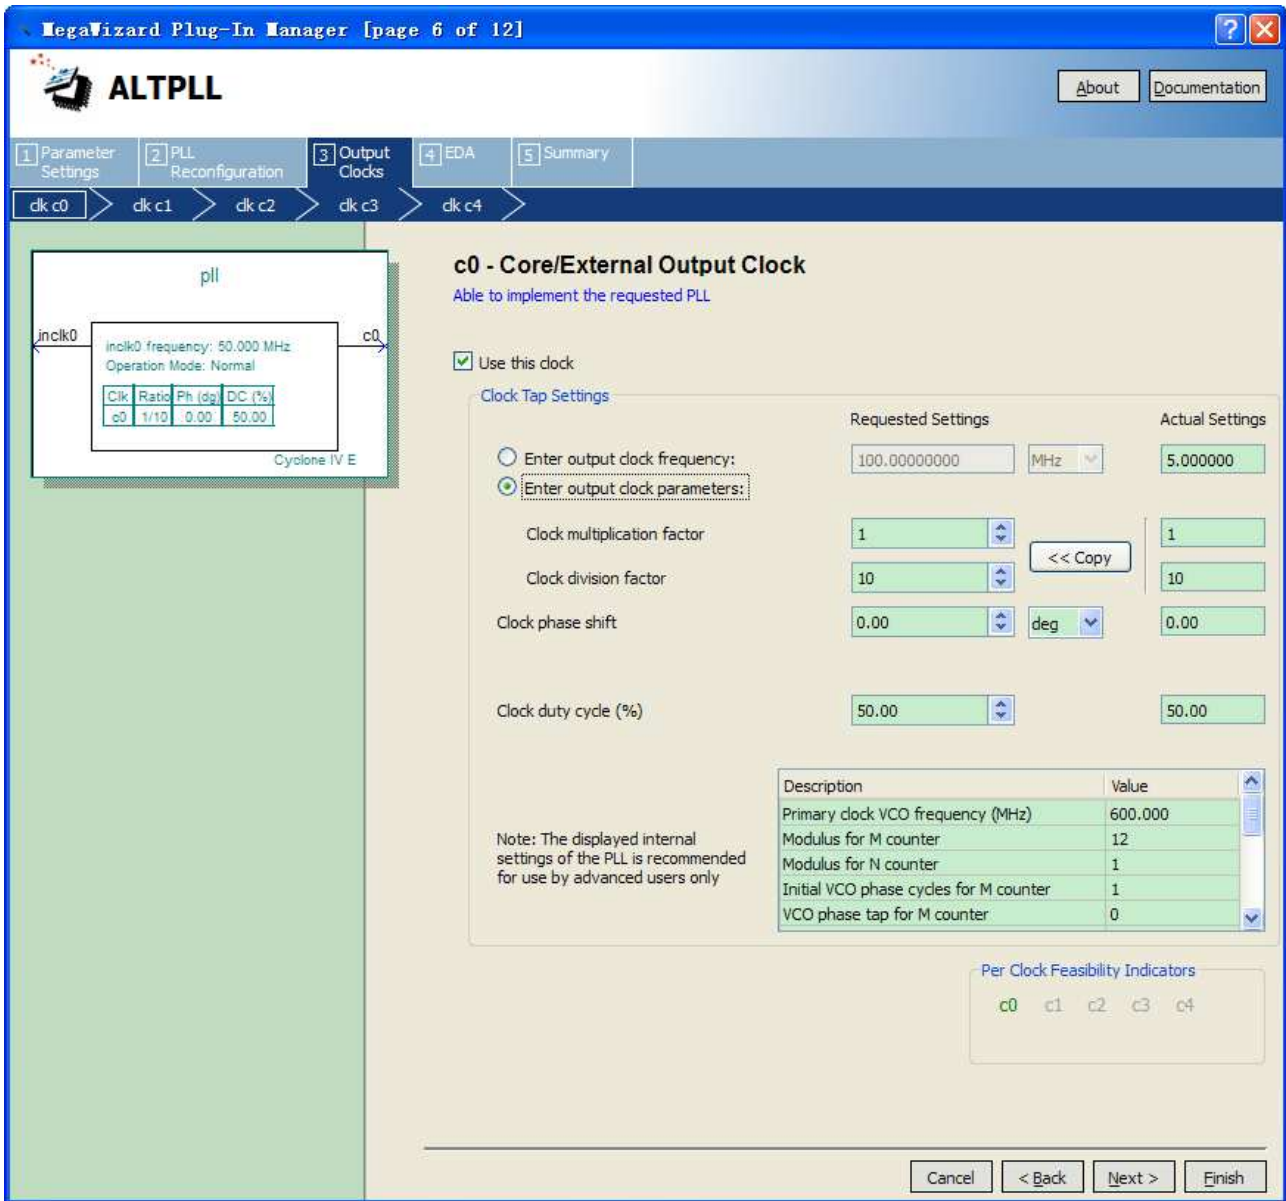 MegaWizard Plug-In Manager [page 6 of 12]
ALTPLL
About
Documentation
1 Parameter Settings
2 PLL Reconfiguration
3 Output Clocks
4 EDA
5 Summary
clk c0
clk c1
clk c2
clk c3
clk c4
pll
inclk0
c0
inclk0 frequency: 50.000 MHz
Operation Mode: Normal
Clk Ratio Ph (dg) DC (%)
c0 1/10 0.00 50.00
Cyclone IV E
c0 - Core/External Output Clock
Able to implement the requested PLL
Use this clock
Clock Tap Settings
Requested Settings
Actual Settings
Enter output clock frequency:
100.00000000
MHz
5.000000
Enter output clock parameters:
Clock multiplication factor
1
<< Copy
1
Clock division factor
10
10
Clock phase shift
0.00
deg
0.00
Clock duty cycle (%)
50.00
50.00
Note: The displayed internal
settings of the PLL is recommended
for use by advanced users only
Description Value
Primary clock VCO frequency (MHz) 600.000
Modulus for M counter 12
Modulus for N counter 1
Initial VCO phase cycles for M counter 1
VCO phase tap for M counter 0
Per Clock Feasibility Indicators
c0 c1 c2 c3 c4
Cancel
< Back
Next >
Finish